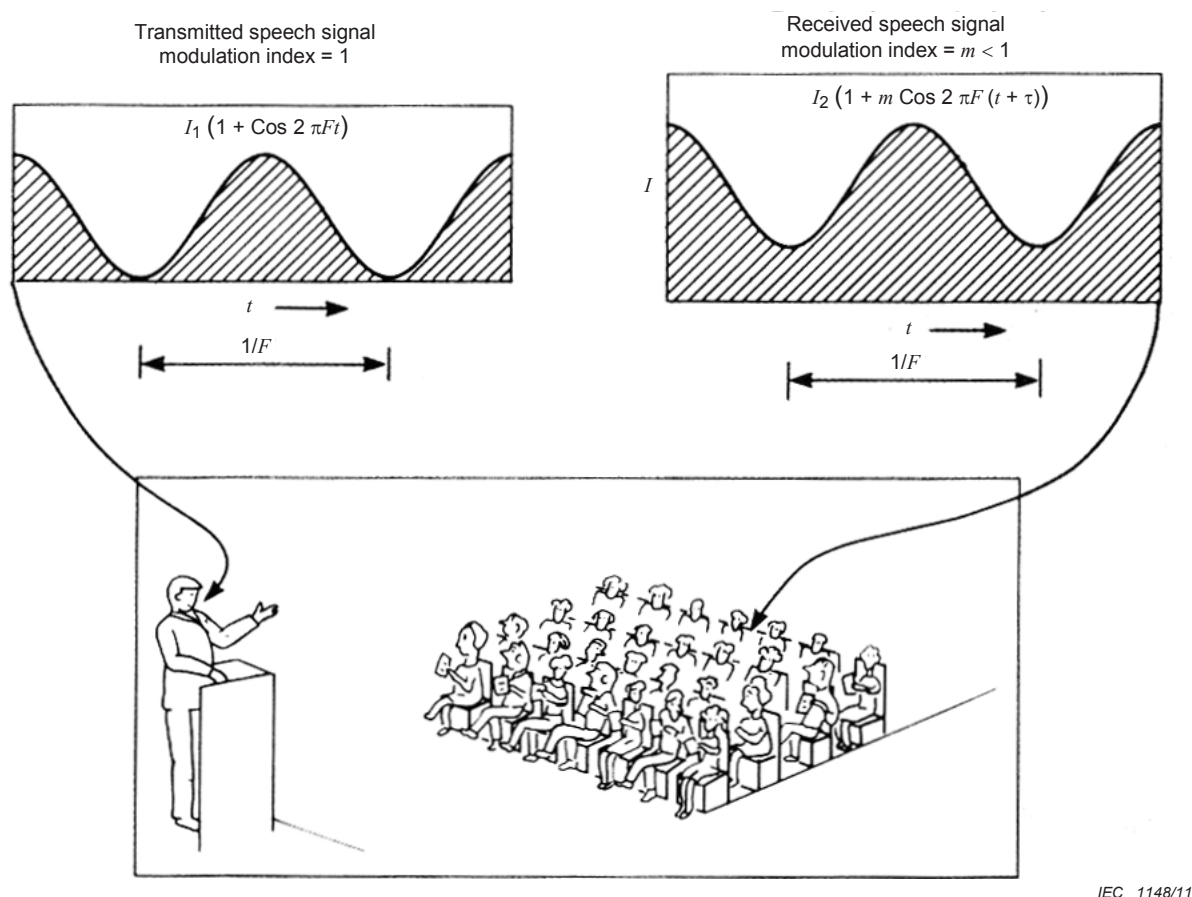 Transmitted speech signal
modulation index = 1
I₁ (1 + Cos 2 πFt)
t
1/F
Received speech signal
modulation index = m < 1
I₂ (1 + m Cos 2 πF (t + τ))
I
t
1/F
IEC 1148/11